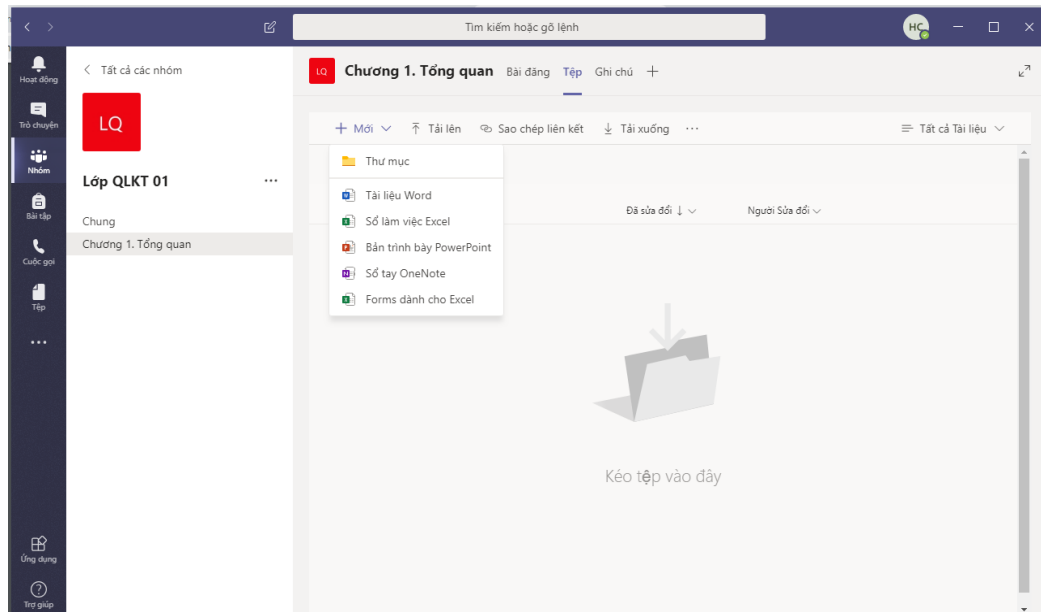 Tìm kiếm hoặc gõ lệnh
HC
Hoạt động
Trò chuyện
Nhóm
Bài tập
Cuộc gọi
Tệp
Ứng dụng
Trợ giúp
Tất cả các nhóm
LQ
Lớp QLKT 01
Chung
Chương 1. Tổng quan
LQ Chương 1. Tổng quan Bài đăng Tệp Ghi chú
Mới Tải lên Sao chép liên kết Tải xuống Tất cả Tài liệu
Thư mục
Tài liệu Word
Sổ làm việc Excel
Bản trình bày PowerPoint
Sổ tay OneNote
Forms dành cho Excel
Đã sửa đổi Người Sửa đổi
Kéo tệp vào đây